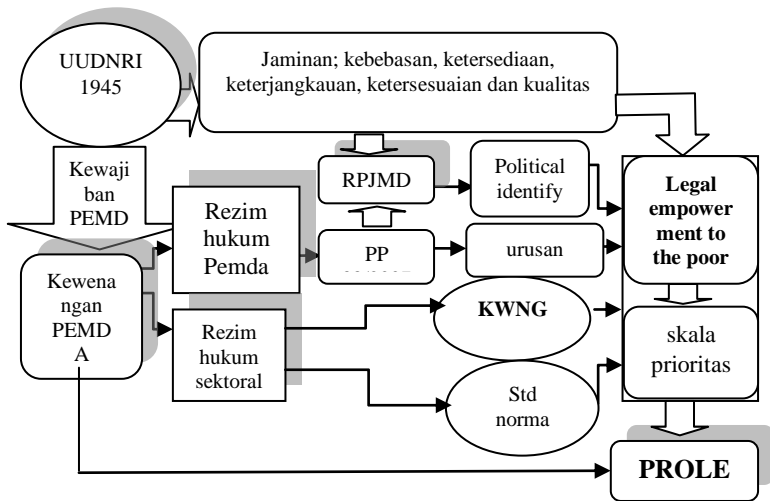 UUDNRI
1945
Jaminan; kebebasan, ketersediaan,
keterjangkauan, ketersesuaian dan kualitas
Kewaji
ban
PEMD
RPJMD
Political
identify
Legal
empower
ment to
the poor
Rezim
hukum
Pemda
PP
urusan
Kewena
ngan
PEMD
A
KWNG
Rezim
hukum
sektoral
skala
prioritas
Std
norma
PROLE